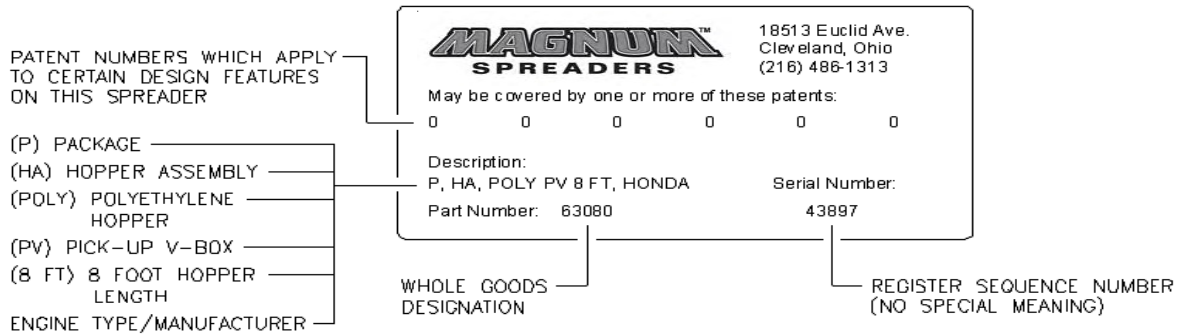 MAGNUM™
SPREADERS
18513 Euclid Ave.
Cleveland, Ohio
(216) 486-1313
May be covered by one or more of these patents:
0 0 0 0 0 0
Description:
P, HA, POLY PV 8 FT, HONDA
Serial Number:
Part Number: 63080
43897
PATENT NUMBERS WHICH APPLY
TO CERTAIN DESIGN FEATURES
ON THIS SPREADER
(P) PACKAGE
(HA) HOPPER ASSEMBLY
(POLY) POLYETHYLENE
HOPPER
(PV) PICK-UP V-BOX
(8 FT) 8 FOOT HOPPER
LENGTH
ENGINE TYPE/MANUFACTURER
WHOLE GOODS
DESIGNATION
REGISTER SEQUENCE NUMBER
(NO SPECIAL MEANING)